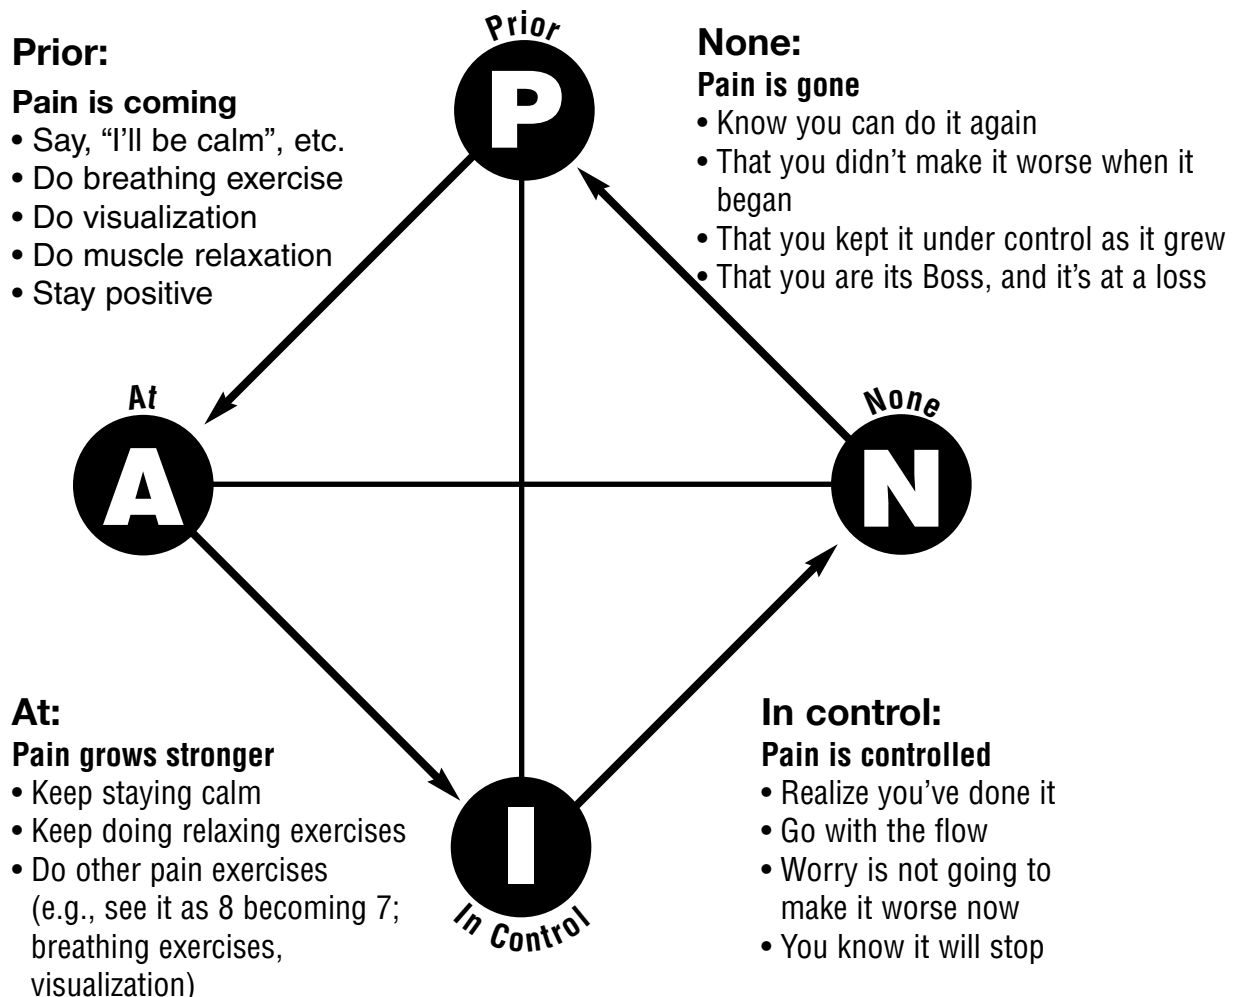 Prior:
Pain is coming
• Say, “I’ll be calm”, etc.
• Do breathing exercise
• Do visualization
• Do muscle relaxation
• Stay positive
Prior
P
None:
Pain is gone
• Know you can do it again
• That you didn’t make it worse when it
began
• That you kept it under control as it grew
• That you are its Boss, and it’s at a loss
At
A
None
N
At:
Pain grows stronger
• Keep staying calm
• Keep doing relaxing exercises
• Do other pain exercises
(e.g., see it as 8 becoming 7;
breathing exercises,
visualization)
I
In Control
In control:
Pain is controlled
• Realize you’ve done it
• Go with the flow
• Worry is not going to
make it worse now
• You know it will stop